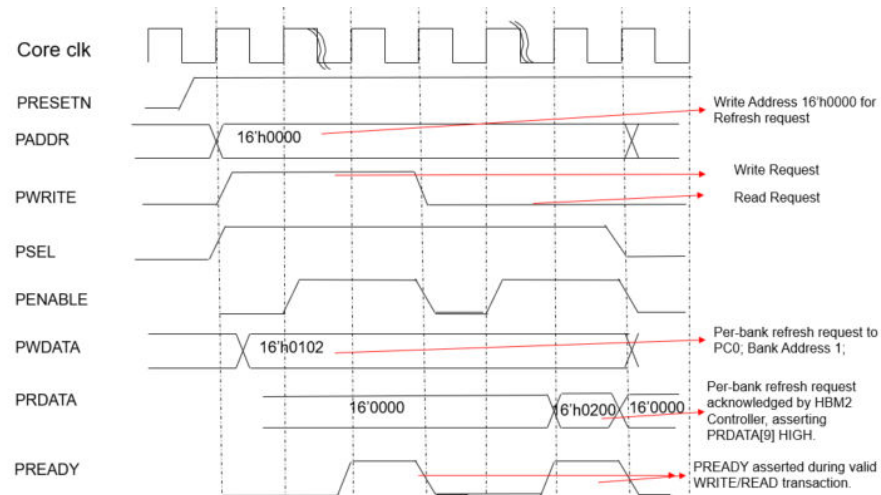 Core clk
PRESETN
Write Address 16'h0000 for
Refresh request
PADDR
16'h0000
Write Request
PWRITE
Read Request
PSEL
PENABLE
PWDATA
16'h0102
Per-bank refresh request to
PC0; Bank Address 1;
PRDATA
16'0000
16'h0200
16'0000
Per-bank refresh request
acknowledged by HBM2
Controller, asserting
PRDATA[9] HIGH.
PREADY
PREADY asserted during valid
WRITE/READ transaction.